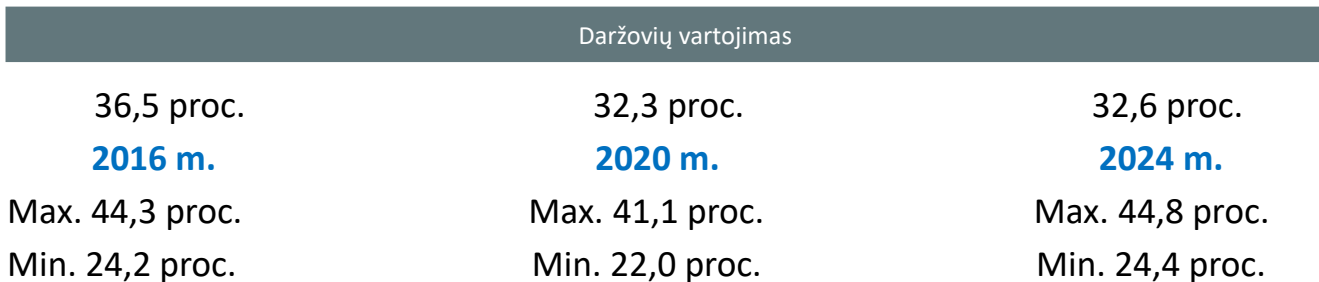 Daržovių vartojimas
36,5 proc. 32,3 proc. 32,6 proc.
2016 m. 2020 m. 2024 m.
Max. 44,3 proc. Max. 41,1 proc. Max. 44,8 proc.
Min. 24,2 proc. Min. 22,0 proc. Min. 24,4 proc.